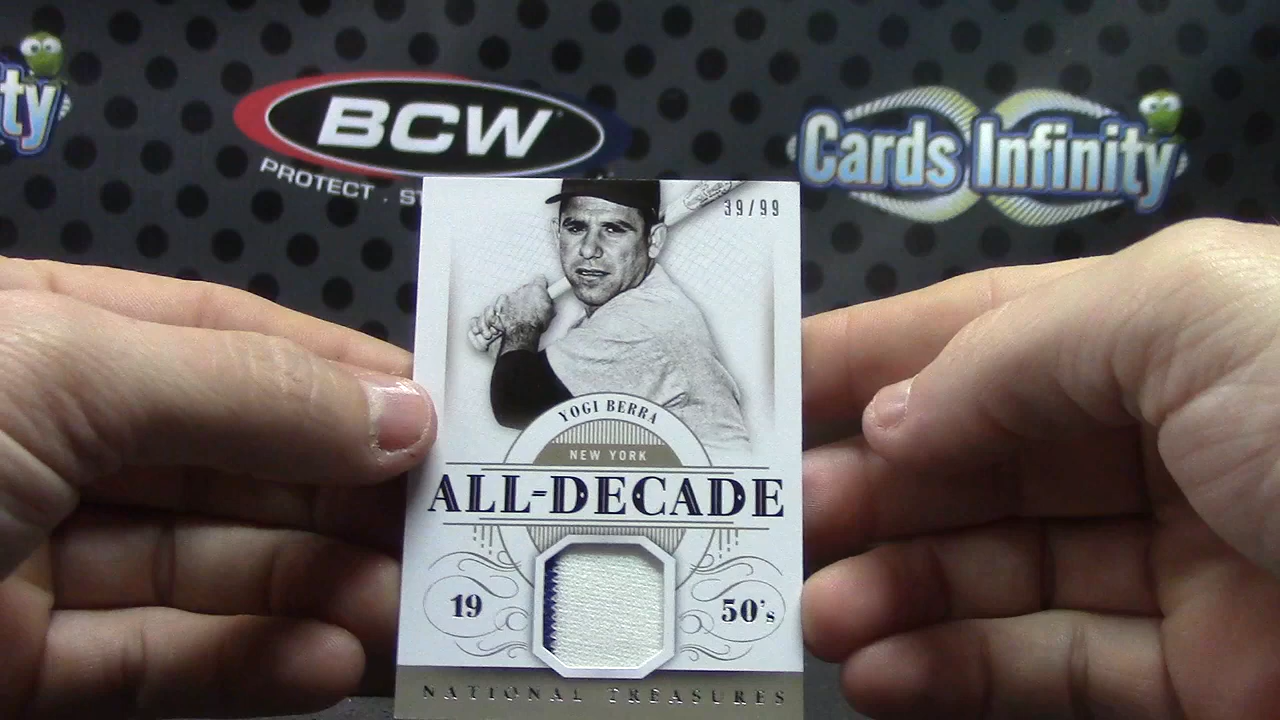 ty
BCW
PROTECT . ST
Cards Infinity
39/99
YOGI BERRA
NEW YORK
ALL-DECADE
19 50's
NATIONAL TREASURES